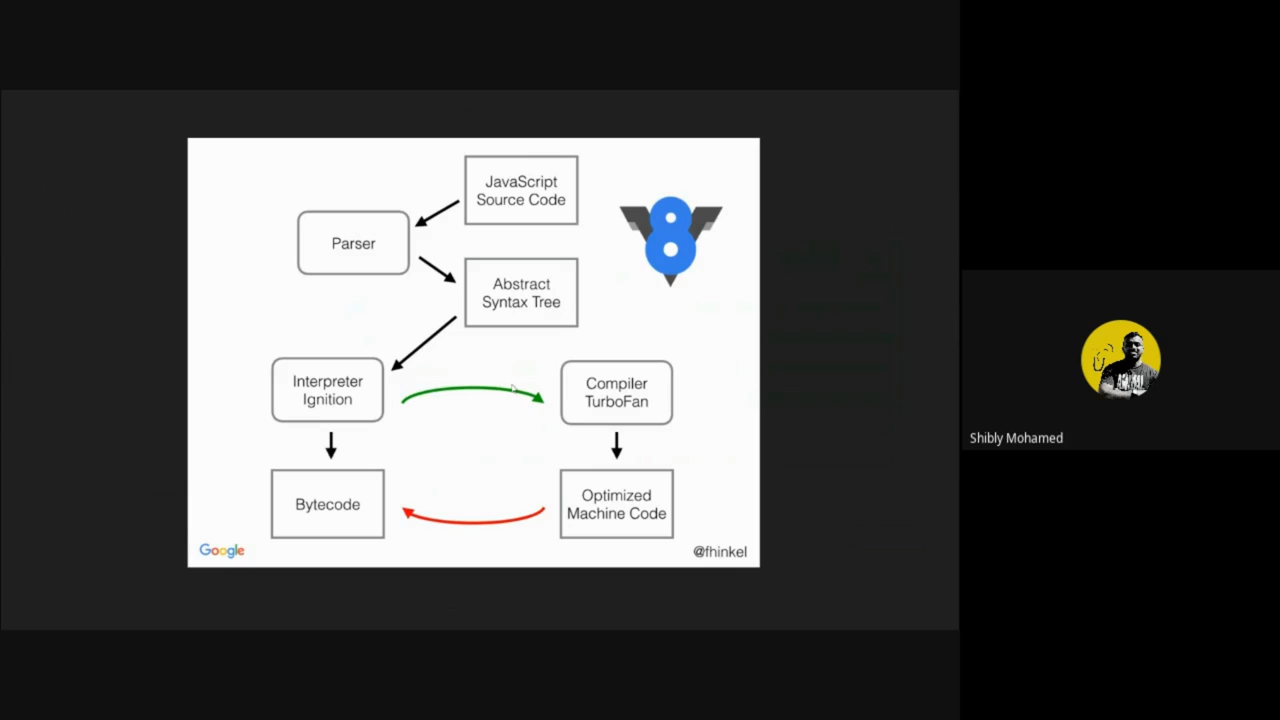 JavaScript
Source Code
Parser
Abstract
Syntax Tree
Interpreter
Ignition
Compiler
TurboFan
Bytecode
Optimized
Machine Code
Google
@fhinkel
Shibly Mohamed